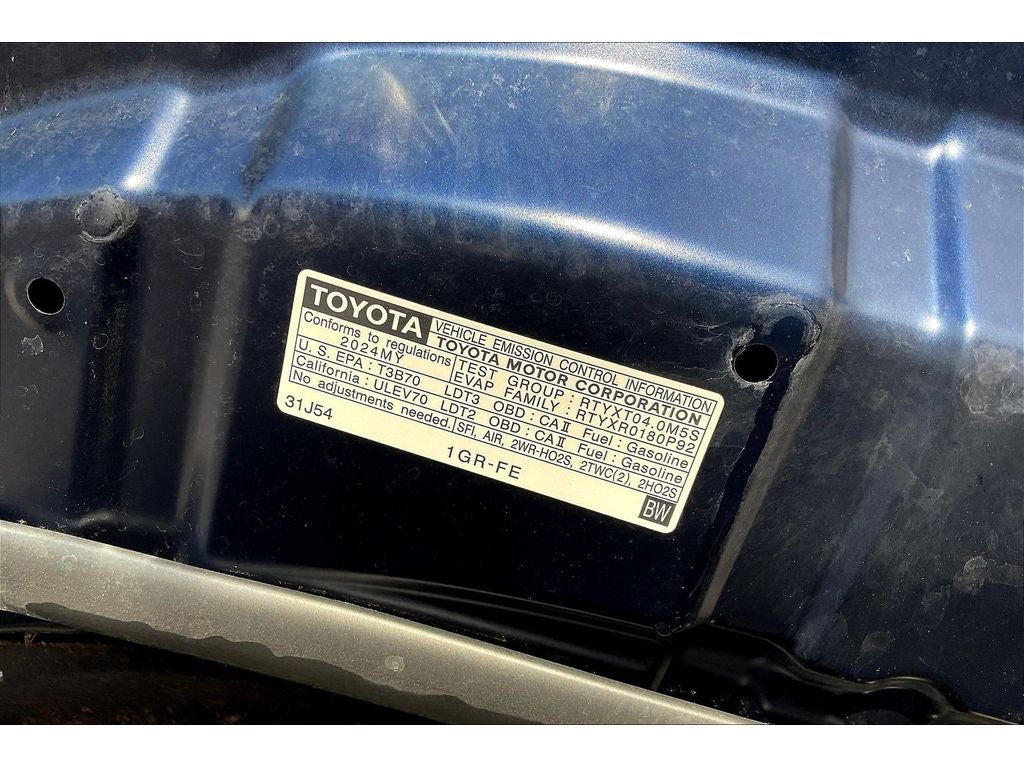 TOYOTA VEHICLE EMISSION CONTROL INFORMATION
TOYOTA MOTOR CORPORATION
Conforms to regulations TEST GROUP : RTYXT04.0M5S
2024MY EVAP FAMILY : RTYXR0180P92
U.S. EPA : T3B70 LDT3 OBD : CAⅡ Fuel : Gasoline
California : ULEV70 LDT2 OBD : CAⅡ Fuel : Gasoline
No adjustments needed. SFI, AIR, 2WR-HO2S, 2TWC(2), 2HO2S
31J54 1GR-FE BW